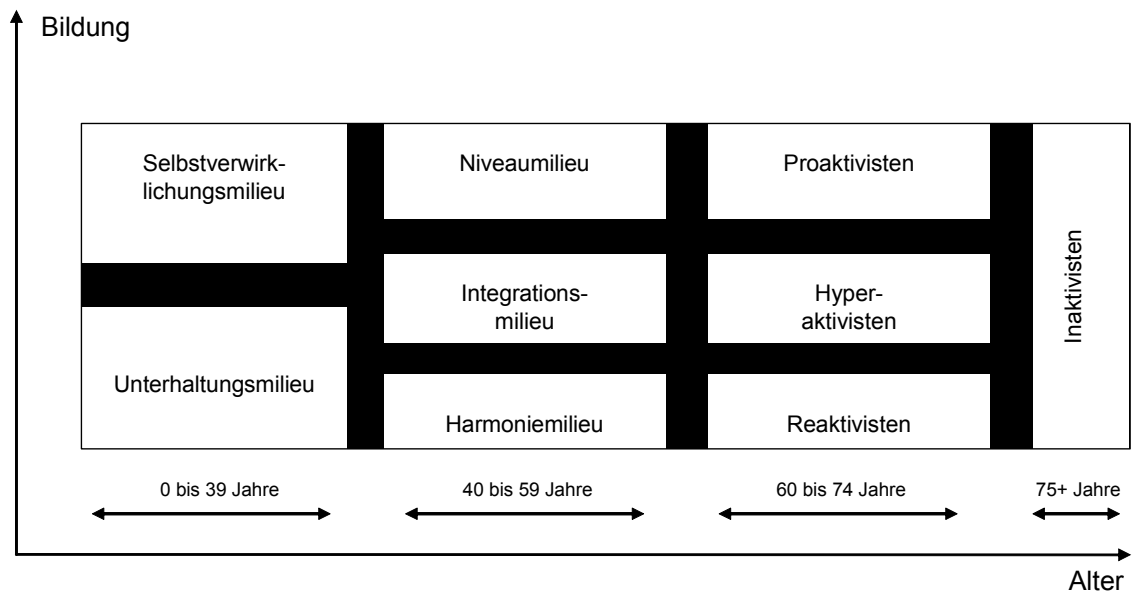 Bildung
Selbstverwirk-
lichungsmilieu
Niveaumilieu
Proaktivisten
Integrations-
milieu
Hyper-
aktivisten
Inaktivisten
Unterhaltungsmilieu
Harmoniemilieu
Reaktivisten
0 bis 39 Jahre
40 bis 59 Jahre
60 bis 74 Jahre
75+ Jahre
Alter